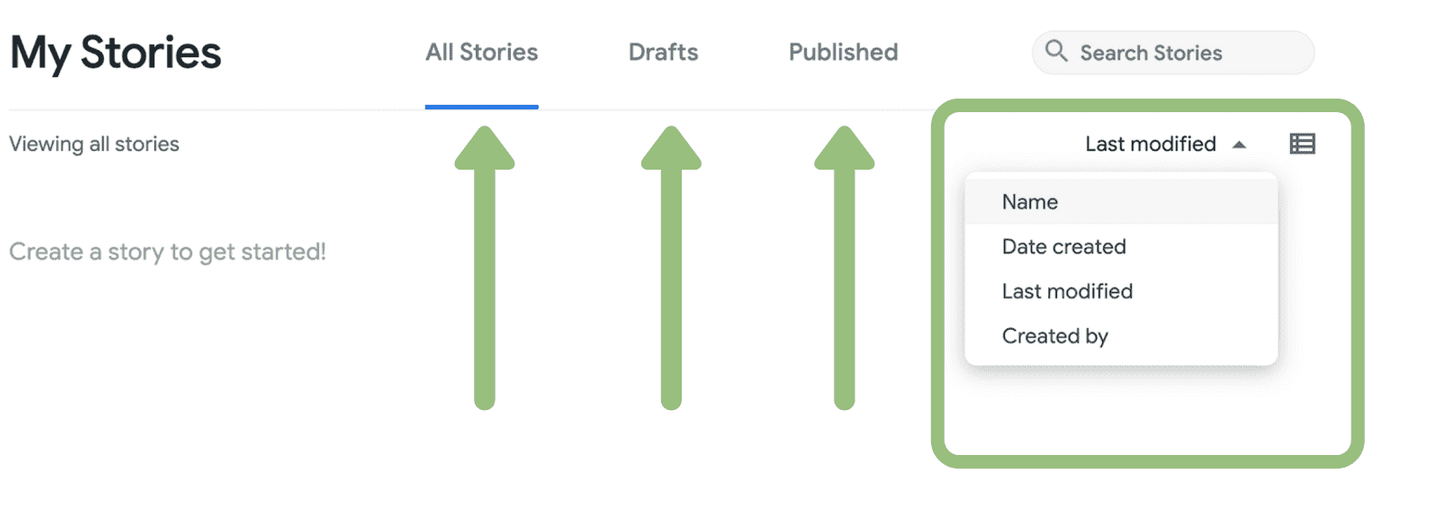 My Stories
All Stories
Drafts
Published
Search Stories
Viewing all stories
Last modified
Name
Date created
Last modified
Created by
Create a story to get started!